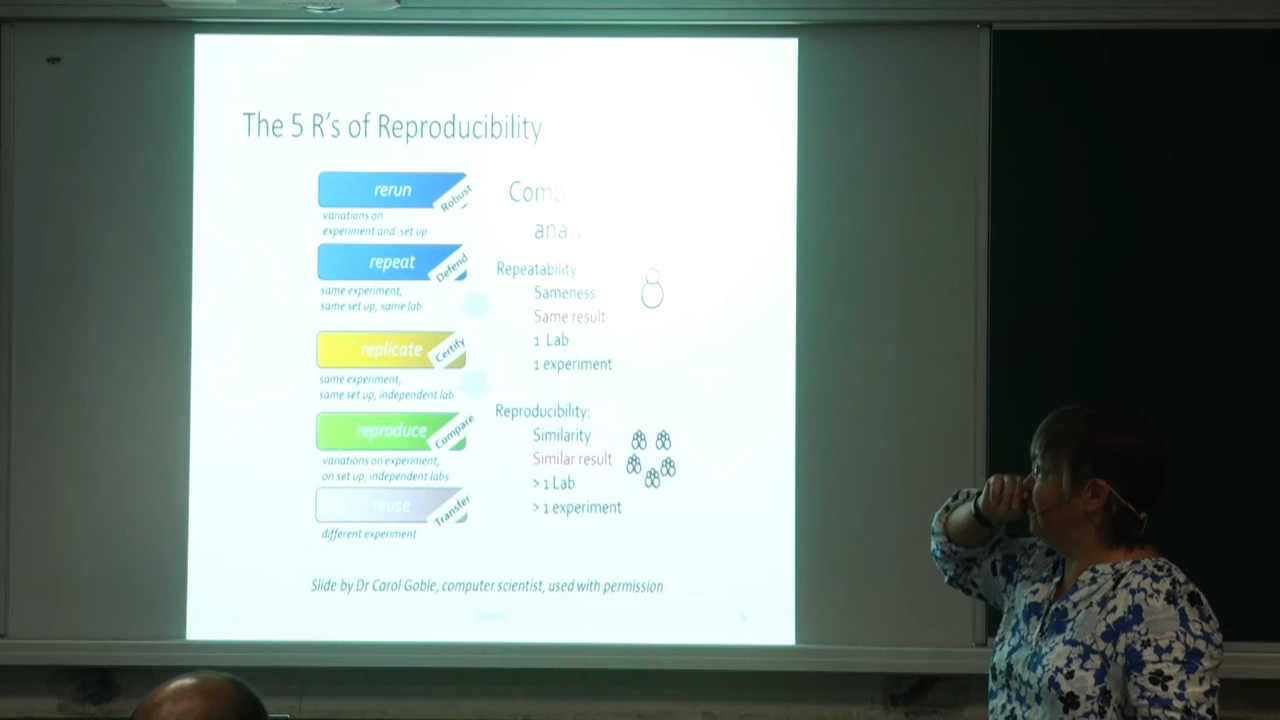 The 5 R's of Reproducibility
rerun
Robust
variations on
experiment and set up
repeat
Defend
same experiment,
same set up, same lab
replicate
Certify
same experiment,
same set up, independent lab
reproduce
Compare
variations on experiment,
on set up, independent labs
reuse
Transfer
different experiment
Repeatability
Sameness
Same result
1 Lab
1 experiment
Reproducibility:
Similarity
Similar result
> 1 Lab
> 1 experiment
Slide by Dr Carol Goble, computer scientist, used with permission